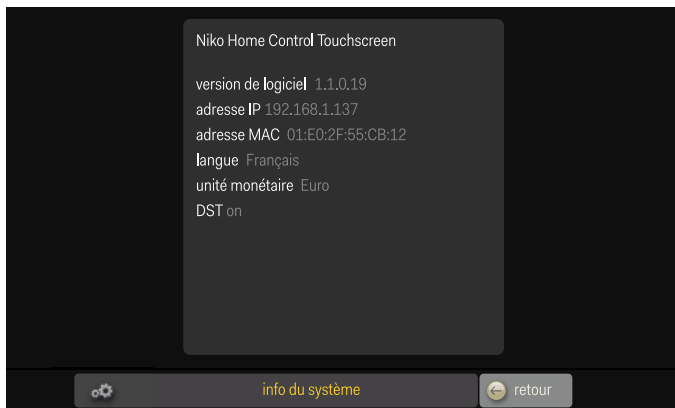 Niko Home Control Touchscreen
version de logiciel 1.1.0.19
adresse IP 192.168.1.137
adresse MAC 01:E0:2F:55:CB:12
langue Français
unité monétaire Euro
DST on
info du système
retour